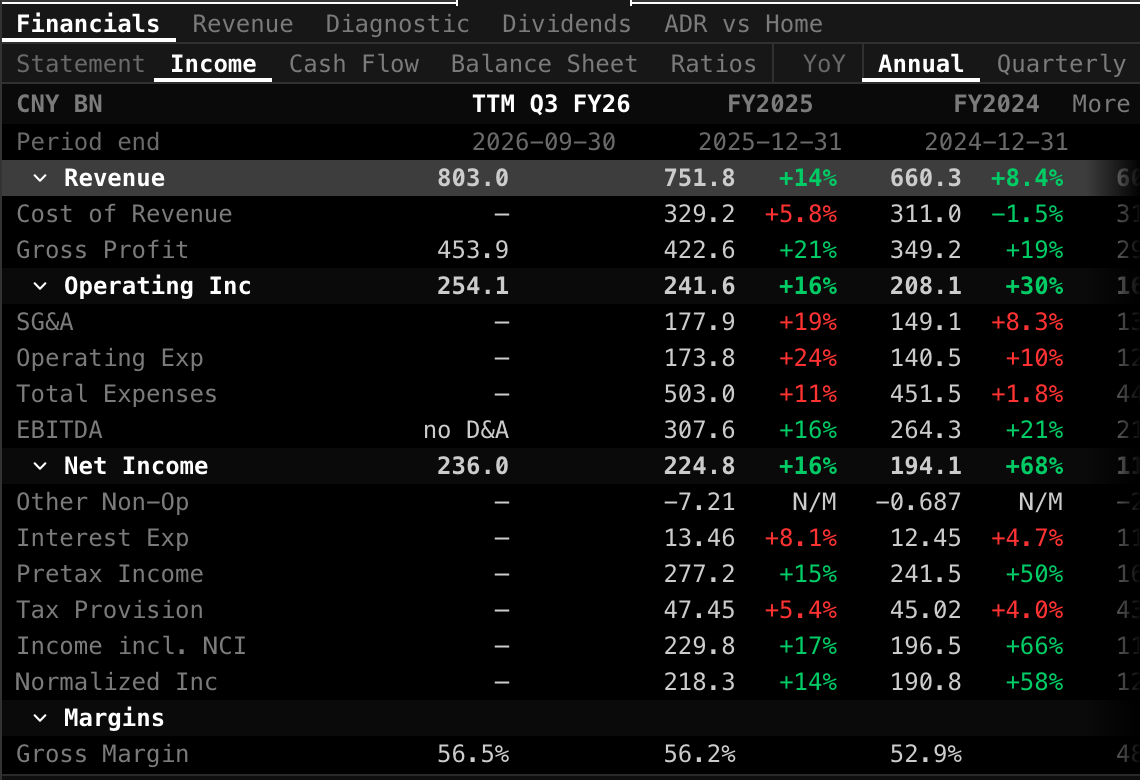 Financials Revenue Diagnostic Dividends ADR vs Home
Statement Income Cash Flow Balance Sheet Ratios YoY Annual Quarterly
CNY BN TTM Q3 FY26 FY2025 FY2024 More
Period end 2026-09-30 2025-12-31 2024-12-31
Revenue 803.0 751.8 +14% 660.3 +8.4%
Cost of Revenue — 329.2 +5.8% 311.0 -1.5%
Gross Profit 453.9 422.6 +21% 349.2 +19%
Operating Inc 254.1 241.6 +16% 208.1 +30%
SG&A — 177.9 +19% 149.1 +8.3%
Operating Exp — 173.8 +24% 140.5 +10%
Total Expenses — 503.0 +11% 451.5 +1.8%
EBITDA no D&A 307.6 +16% 264.3 +21%
Net Income 236.0 224.8 +16% 194.1 +68%
Other Non-Op — -7.21 N/M -0.687 N/M
Interest Exp — 13.46 +8.1% 12.45 +4.7%
Pretax Income — 277.2 +15% 241.5 +50%
Tax Provision — 47.45 +5.4% 45.02 +4.0%
Income incl. NCI — 229.8 +17% 196.5 +66%
Normalized Inc — 218.3 +14% 190.8 +58%
Margins
Gross Margin 56.5% 56.2% 52.9%